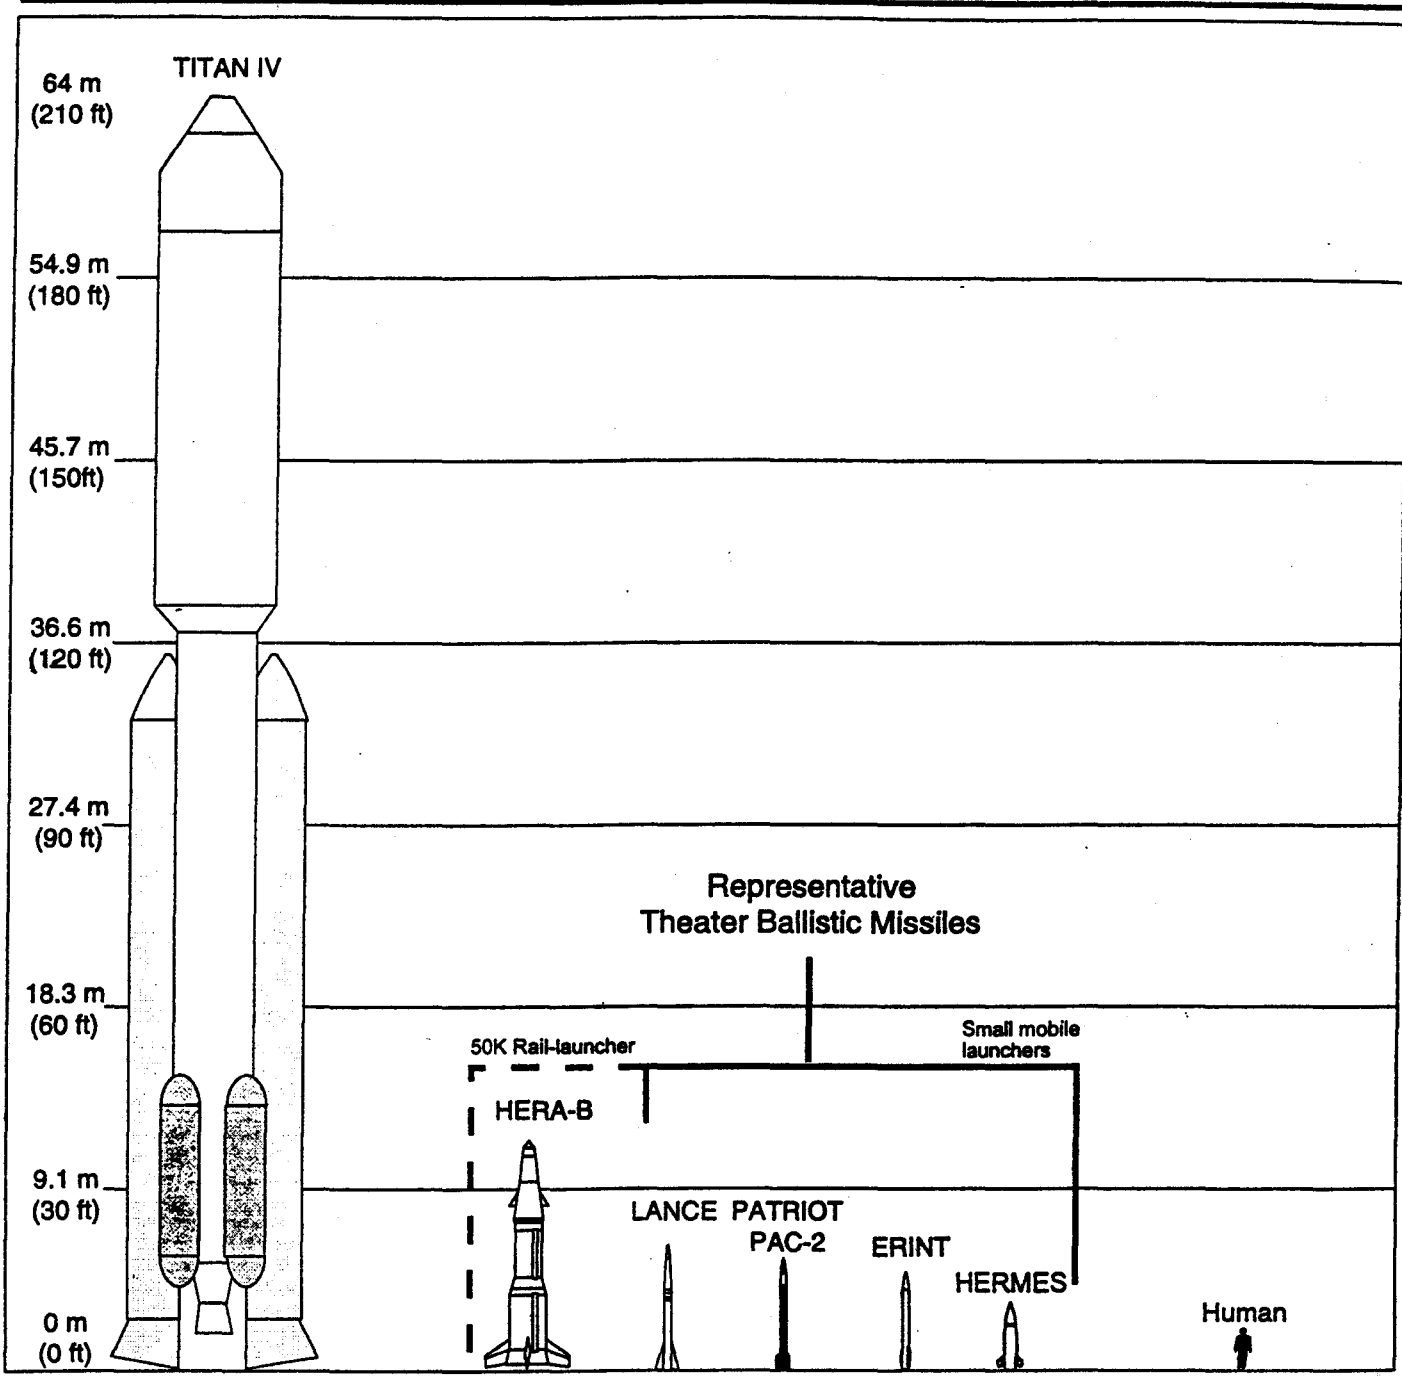 TITAN IV
64 m
(210 ft)
54.9 m
(180 ft)
45.7 m
(150ft)
36.6 m
(120 ft)
27.4 m
(90 ft)
Representative
Theater Ballistic Missiles
18.3 m
(60 ft)
50K Rail-launcher
Small mobile
launchers
HERA-B
9.1 m
(30 ft)
LANCE
PATRIOT
PAC-2
ERINT
HERMES
0 m
(0 ft)
Human